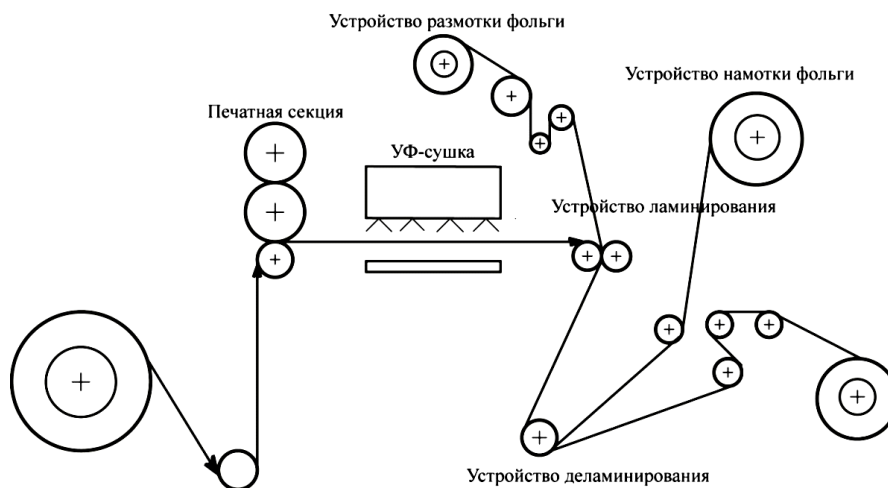 Устройство размотки фольги
Устройство намотки фольги
Печатная секция
УФ-сушка
Устройство ламинирования
Устройство деламинирования